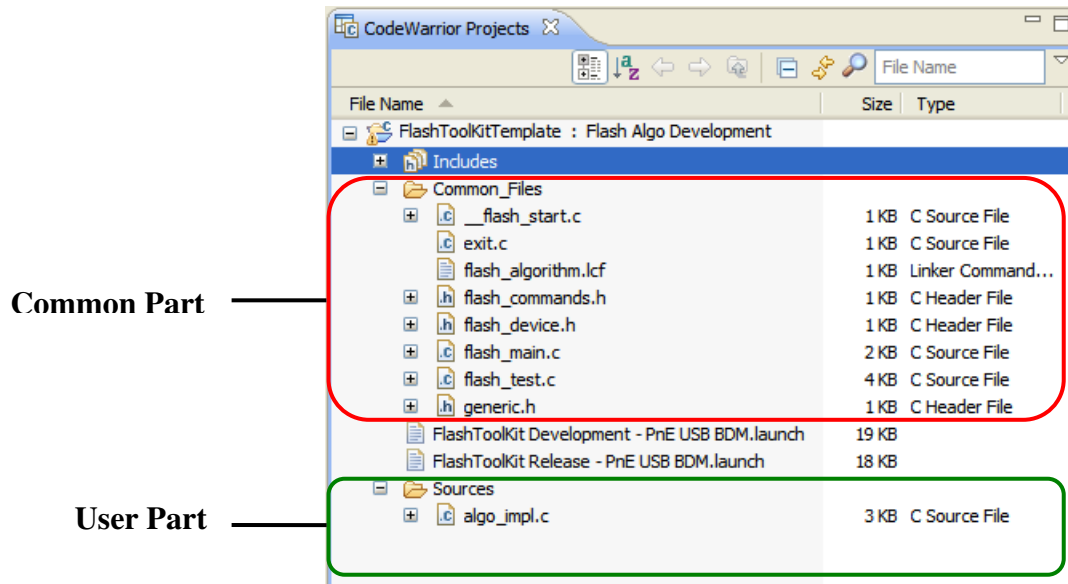 CodeWarrior Projects
File Name
File Name Size Type
FlashToolKitTemplate : Flash Algo Development
Includes
Common_Files
__flash_start.c 1 KB C Source File
exit.c 1 KB C Source File
flash_algorithm.lcf 1 KB Linker Command...
flash_commands.h 1 KB C Header File
flash_device.h 1 KB C Header File
flash_main.c 2 KB C Source File
flash_test.c 4 KB C Source File
generic.h 1 KB C Header File
FlashToolKit Development - PnE USB BDM.launch 19 KB
FlashToolKit Release - PnE USB BDM.launch 18 KB
Sources
algo_impl.c 3 KB C Source File
Common Part
User Part